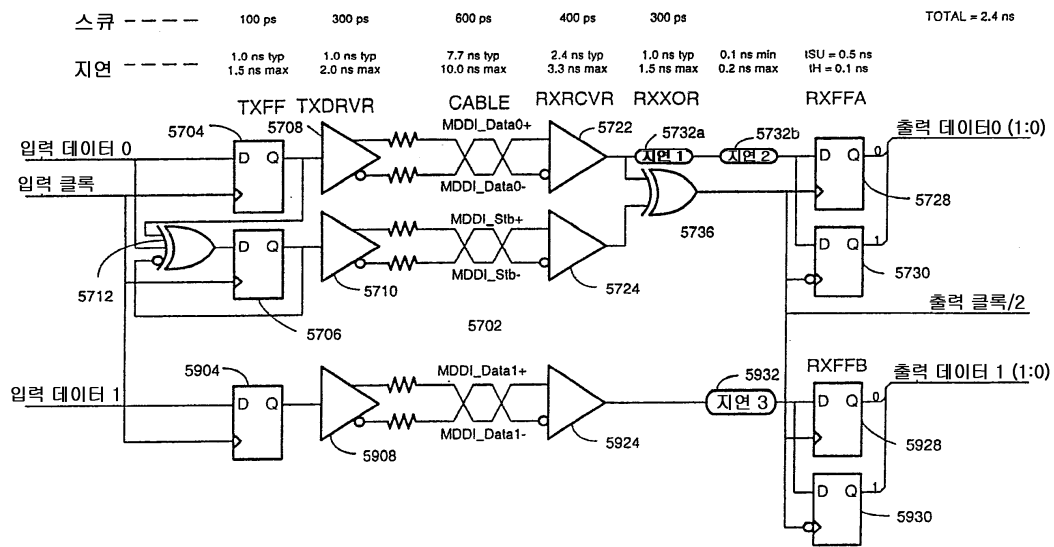 스큐 100 ps 300 ps 600 ps 400 ps 300 ps TOTAL = 2.4 ns
지연 1.0 ns typ 1.0 ns typ 7.7 ns typ 2.4 ns typ 1.0 ns typ 0.1 ns min tSU = 0.5 ns
1.5 ns max 2.0 ns max 10.0 ns max 3.3 ns max 1.5 ns max 0.2 ns max tH = 0.1 ns
TXFF TXDRVR CABLE RXRCVR RXXOR RXFFA
5704 5708 MDDI_Data0+ 5722 5732a 5732b 출력 데이터0 (1:0)
입력 데이터 0 D Q 지연 1 지연 2 D Q 0
입력 클록 MDDI_Data0- 5728
MDDI_Stb+ 5736
D Q D Q 1
5712 5710 MDDI_Stb- 5724 5730
5706 5702 출력 클록/2
5904 MDDI_Data1+ 5932 RXFFB 출력 데이터 1 (1:0)
입력 데이터 1 D Q 지연 3 D Q 0
MDDI_Data1-
5908 5924 5928
D Q 1
5930